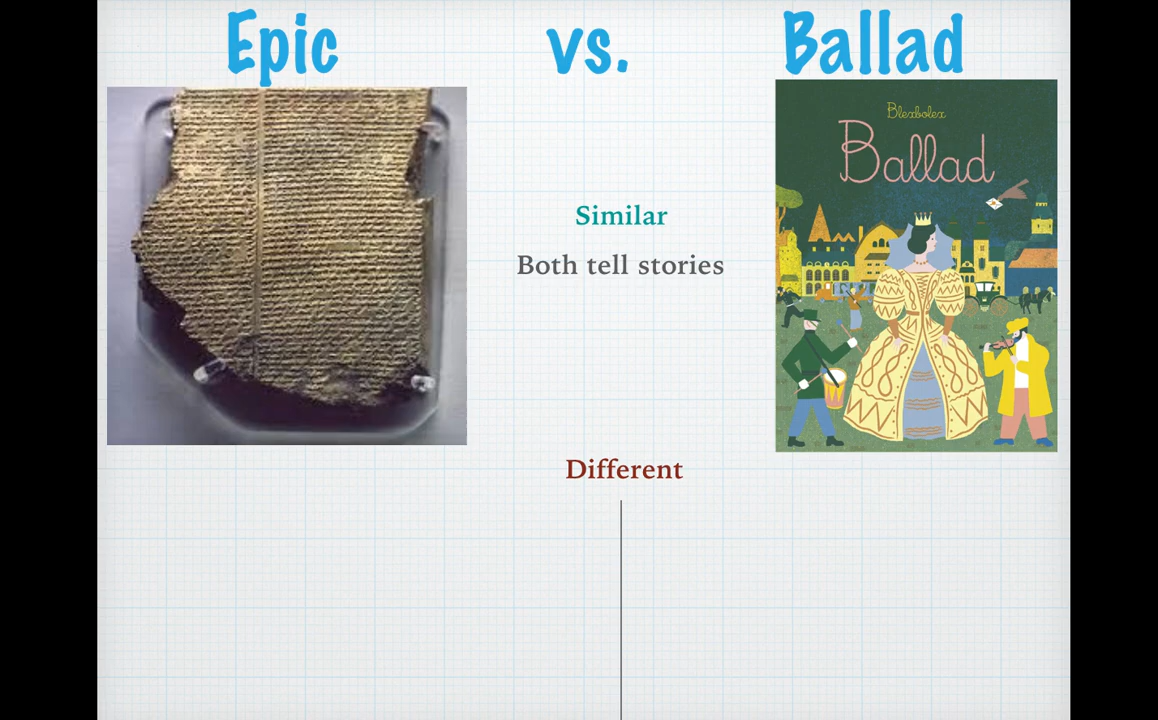 Epic vs. Ballad
Blexbolex
Ballad
Similar
Both tell stories
Different